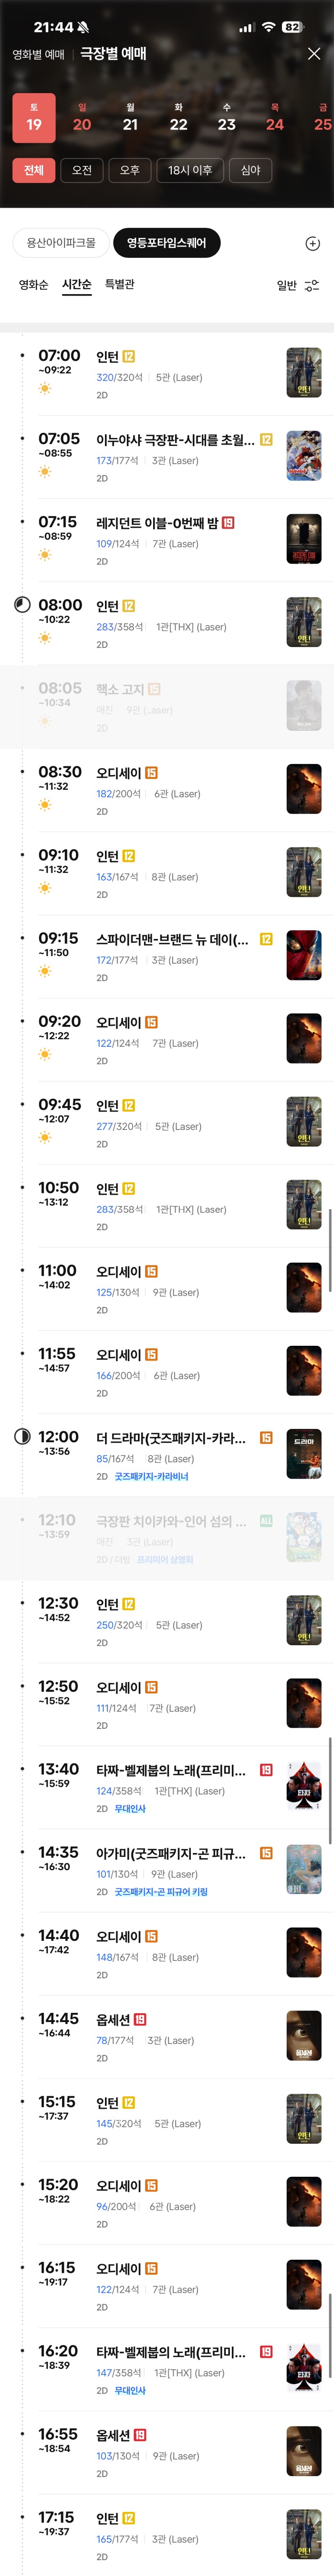 21:44 82
영화별 예매 | 극장별 예매
토 일 월 화 수 목 금
19 20 21 22 23 24 25
전체 오전 오후 18시 이후 심야
용산아이파크몰 영등포타임스퀘어
영화순 시간순 특별관 일반
07:00 인턴 12
~09:22 320/320석 5관 (Laser)
2D
07:05 이누야샤 극장판-시대를 초월... 12
~08:55 173/177석 3관 (Laser)
2D
07:15 레지던트 이블-0번째 밤 19
~08:59 109/124석 7관 (Laser)
2D
08:00 인턴 12
~10:22 283/358석 1관[THX] (Laser)
2D
08:05 핵소 고지 15
~10:34 매진 9관 (Laser)
2D
08:30 오디세이 15
~11:32 182/200석 6관 (Laser)
2D
09:10 인턴 12
~11:32 163/167석 8관 (Laser)
2D
09:15 스파이더맨-브랜드 뉴 데이(... 12
~11:50 172/177석 3관 (Laser)
2D
09:20 오디세이 15
~12:22 122/124석 7관 (Laser)
2D
09:45 인턴 12
~12:07 277/320석 5관 (Laser)
2D
10:50 인턴 12
~13:12 283/358석 1관[THX] (Laser)
2D
11:00 오디세이 15
~14:02 125/130석 9관 (Laser)
2D
11:55 오디세이 15
~14:57 166/200석 6관 (Laser)
2D
12:00 더 드라마(굿즈패키지-카라... 15
~13:56 85/167석 8관 (Laser)
2D 굿즈패키지-카라비너
12:10 극장판 치이카와-인어 섬의 ... ALL
~13:59 매진 3관 (Laser)
2D / 더빙 프리미어 상영회
12:30 인턴 12
~14:52 250/320석 5관 (Laser)
2D
12:50 오디세이 15
~15:52 111/124석 7관 (Laser)
2D
13:40 타짜-벨제붑의 노래(프리미... 19
~15:59 124/358석 1관[THX] (Laser)
2D 무대인사
14:35 아가미(굿즈패키지-곤 피규... 15
~16:30 101/130석 9관 (Laser)
2D 굿즈패키지-곤 피규어 키링
14:40 오디세이 15
~17:42 148/167석 8관 (Laser)
2D
14:45 옵세션 19
~16:44 78/177석 3관 (Laser)
2D
15:15 인턴 12
~17:37 145/320석 5관 (Laser)
2D
15:20 오디세이 15
~18:22 96/200석 6관 (Laser)
2D
16:15 오디세이 15
~19:17 122/124석 7관 (Laser)
2D
16:20 타짜-벨제붑의 노래(프리미... 19
~18:39 147/358석 1관[THX] (Laser)
2D 무대인사
16:55 옵세션 19
~18:54 103/130석 9관 (Laser)
2D
17:15 인턴 12
~19:37 165/177석 3관 (Laser)
2D